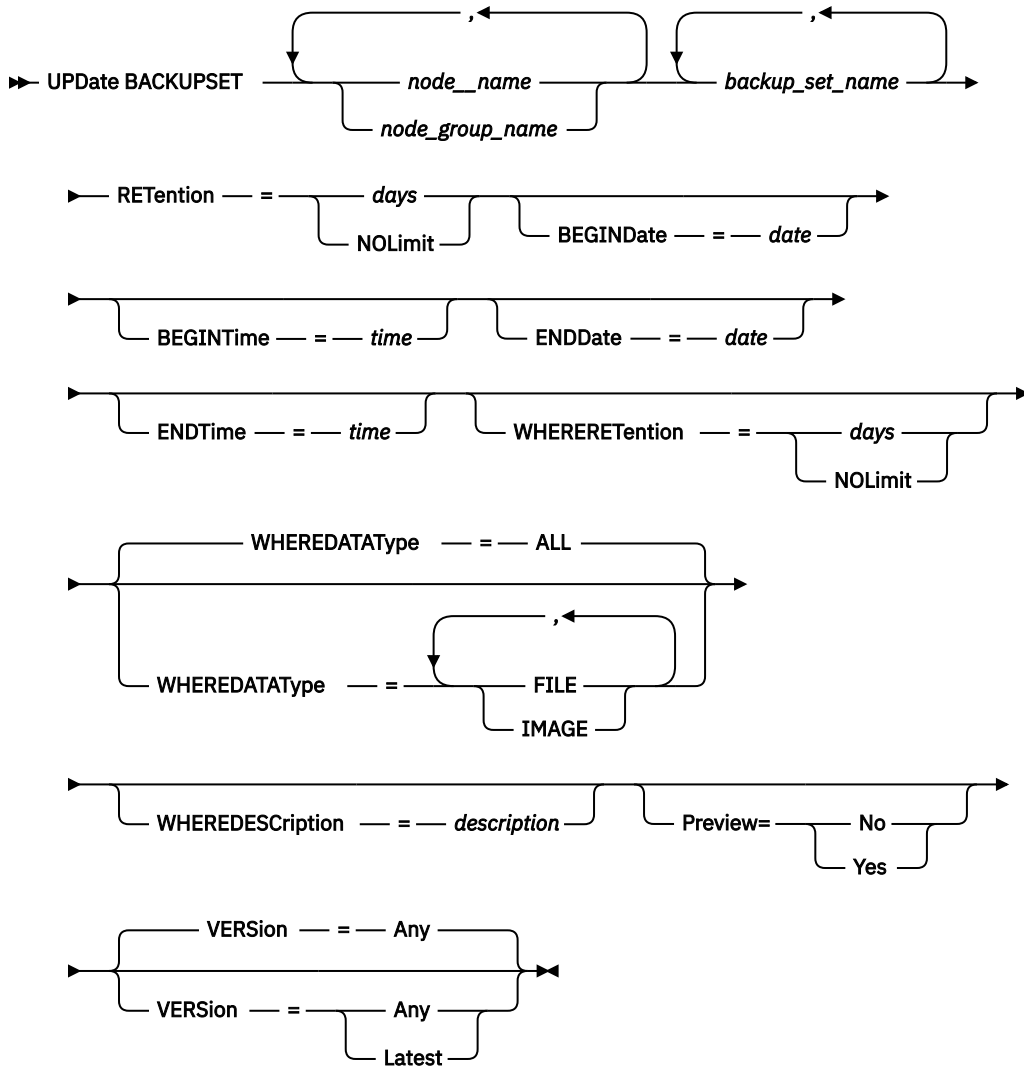 , ,
UPDate BACKUPSET node__name backup_set_name
node_group_name
RETention = days
NOLimit
BEGINDate = date
BEGINTime = time ENDDate = date
ENDTime = time WHERERETention = days
NOLimit
WHEREDATAType = ALL
,
WHEREDATAType = FILE
IMAGE
WHEREDESCription = description Preview= No
Yes
VERSion = Any
VERSion = Any
Latest